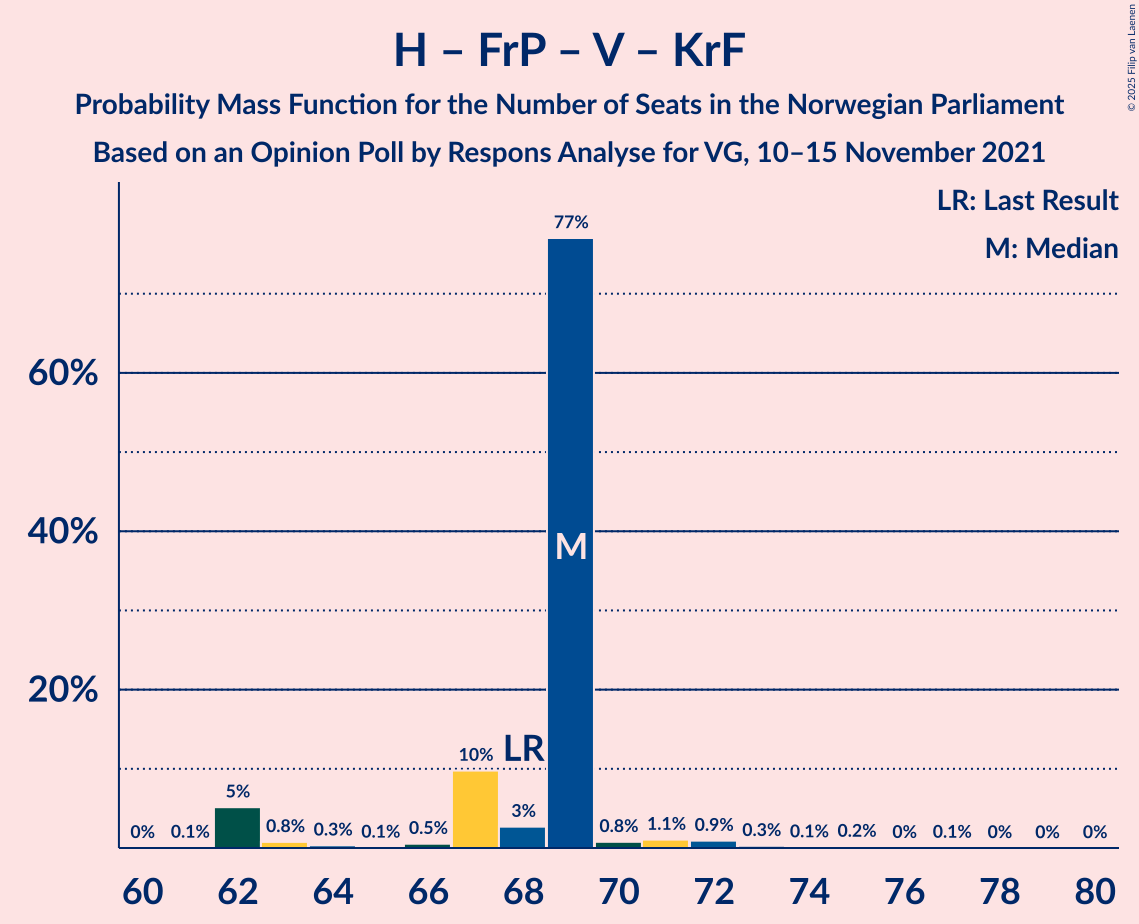 H – FrP – V – KrF
Probability Mass Function for the Number of Seats in the Norwegian Parliament
Based on an Opinion Poll by Respons Analyse for VG, 10–15 November 2021
© 2025 Filip van Laenen
LR: Last Result
M: Median
77%
60%
40%
M
20%
LR
10%
5%
3%
0%
0.1%
0.8%
0.3%
0.1%
0.5%
0.8%
1.1%
0.9%
0.3%
0.1%
0.2%
0%
0.1%
0%
0%
0%
60 62 64 66 68 70 72 74 76 78 80